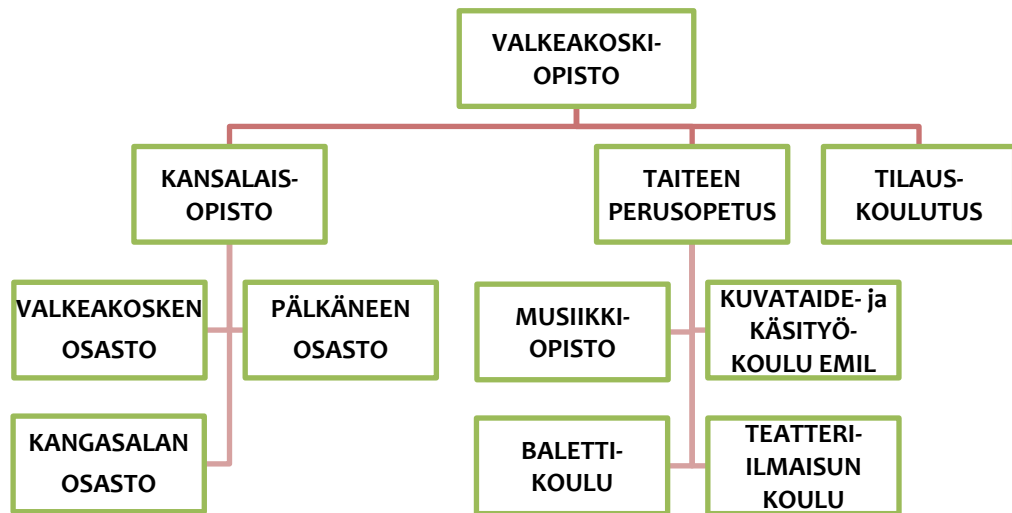 VALKEAKOSKI-
OPISTO
KANSALAIS-
OPISTO
TAITEEN
PERUSOPETUS
TILAUS-
KOULUTUS
VALKEAKOSKEN
OSASTO
PÄLKÄNEEN
OSASTO
MUSIIKKI-
OPISTO
KUVATAIDE- ja
KÄSITYÖ-
KOULU EMIL
KANGASALAN
OSASTO
BALETTI-
KOULU
TEATTERI-
ILMAISUN
KOULU